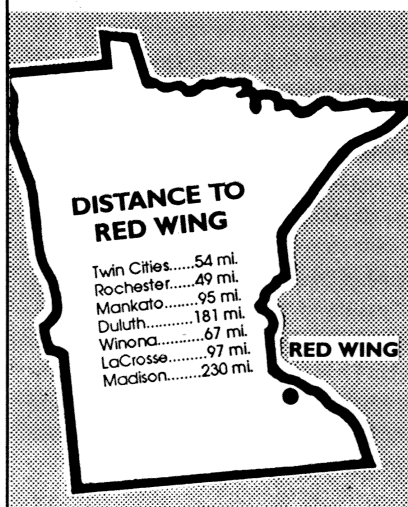 DISTANCE TO
RED WING
Twin Cities......54 mi.
Rochester......49 mi.
Mankato........95 mi.
Duluth...........181 mi.
Winona...........67 mi.
LaCrosse.........97 mi.
Madison........230 mi.
RED WING